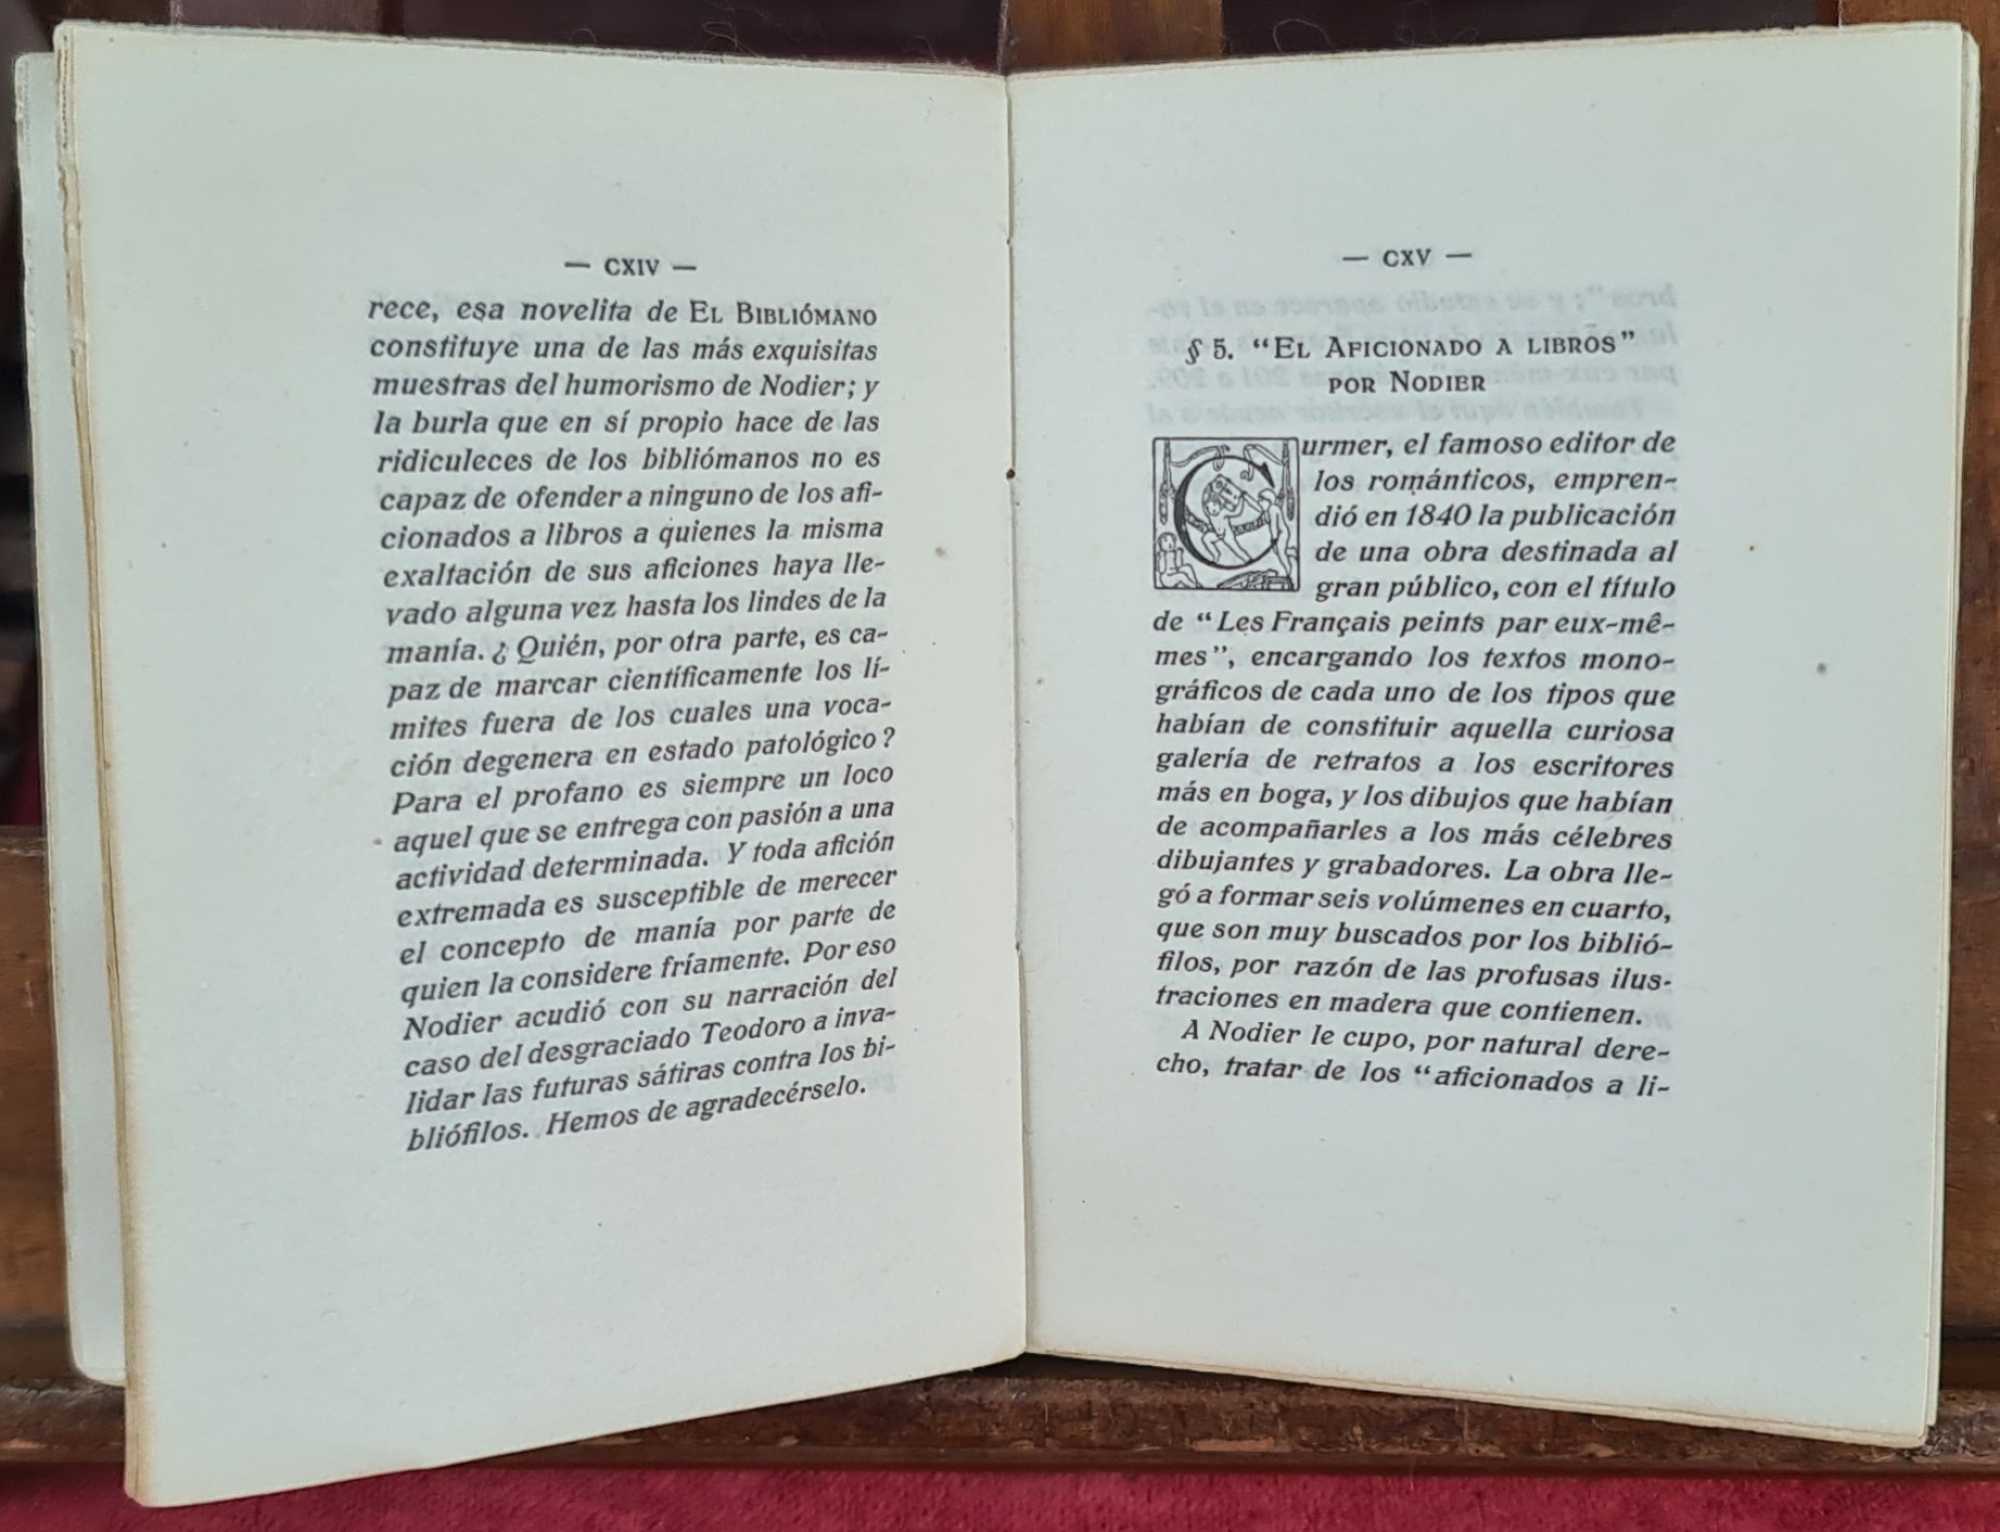 — CXIV —
rece, esa novelita de EL BIBLIÓMANO
constituye una de las más exquisitas
muestras del humorismo de Nodier; y
la burla que en sí propio hace de las
ridiculeces de los bibliómanos no es
capaz de ofender a ninguno de los afi-
cionados a libros a quienes la misma
exaltación de sus aficiones haya lle-
vado alguna vez hasta los lindes de la
manía. ¿Quién, por otra parte, es ca-
paz de marcar científicamente los lí-
mites fuera de los cuales una voca-
ción degenera en estado patológico?
Para el profano es siempre un loco
aquel que se entrega con pasión a una
actividad determinada. Y toda afición
extremada es susceptible de merecer
el concepto de manía por parte de
quien la considere fríamente. Por eso
Nodier acudió con su narración del
caso del desgraciado Teodoro a inva-
lidar las futuras sátiras contra los bi-
bliófilos. Hemos de agradecérselo.
— CXV —
§ 5. “EL AFICIONADO A LIBROS”
POR NODIER
Curmer, el famoso editor de
los románticos, empren-
dió en 1840 la publicación
de una obra destinada al
gran público, con el título
de “Les Français peints par eux-mê-
mes”, encargando los textos mono-
gráficos de cada uno de los tipos que
habían de constituir aquella curiosa
galería de retratos a los escritores
más en boga, y los dibujos que habían
de acompañarles a los más célebres
dibujantes y grabadores. La obra lle-
gó a formar seis volúmenes en cuarto,
que son muy buscados por los biblió-
filos, por razón de las profusas ilus-
traciones en madera que contienen.
A Nodier le cupo, por natural dere-
cho, tratar de los “aficionados a li-